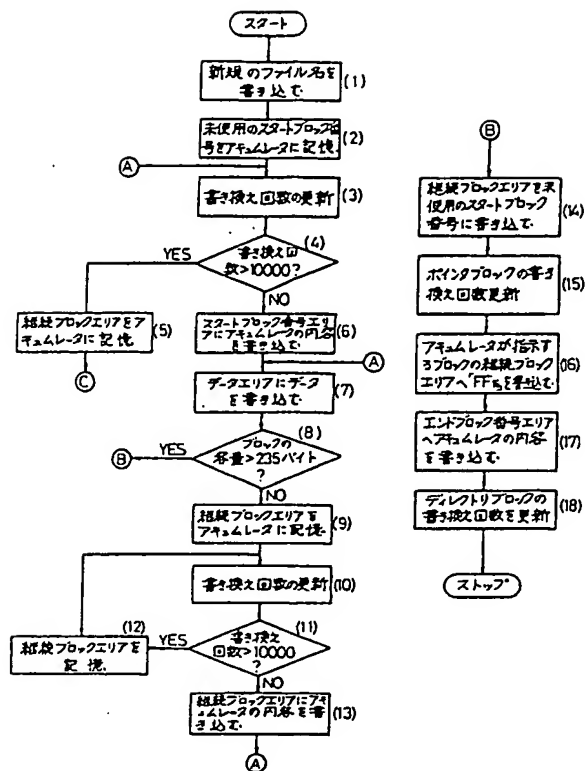 スタート
新規のファイル名を
書き込む
(1)
未使用のスタートブロック番
号をアキュムレータに記憶
(2)
A
書き換え回数の更新
(3)
書き換え回
数>10000?
(4)
YES
NO
継続ブロックエリアをア
キュムレータに記憶
(5)
C
スタートブロック番号エリ
アにアキュムレータの内容
を書き込む
(6)
A
データエリアにデータ
を書き込む
(7)
ブロックの
容量>235バイト
?
(8)
YES
B
NO
継続ブロックエリアを
アキュムレータに記憶
(9)
書き換え回数の更新
(10)
書き換え
回数>10000
?
(11)
YES
(12)
継続ブロックエリアを
記憶
NO
継続ブロックエリアにアキ
ュムレータの内容を書き
込む
(13)
A
B
継続ブロックエリアを未
使用のスタートブロック
番号に書き込む
(14)
ポインタブロックの書き
換え回数更新
(15)
アキュムレータが指示す
るブロックの継続ブロック
エリアへ「FF」を書込む
(16)
エンドブロック番号エリア
へアキュムレータの内容
を書き込む
(17)
ディレクトリブロックの
書き換え回数を更新
(18)
ストップ